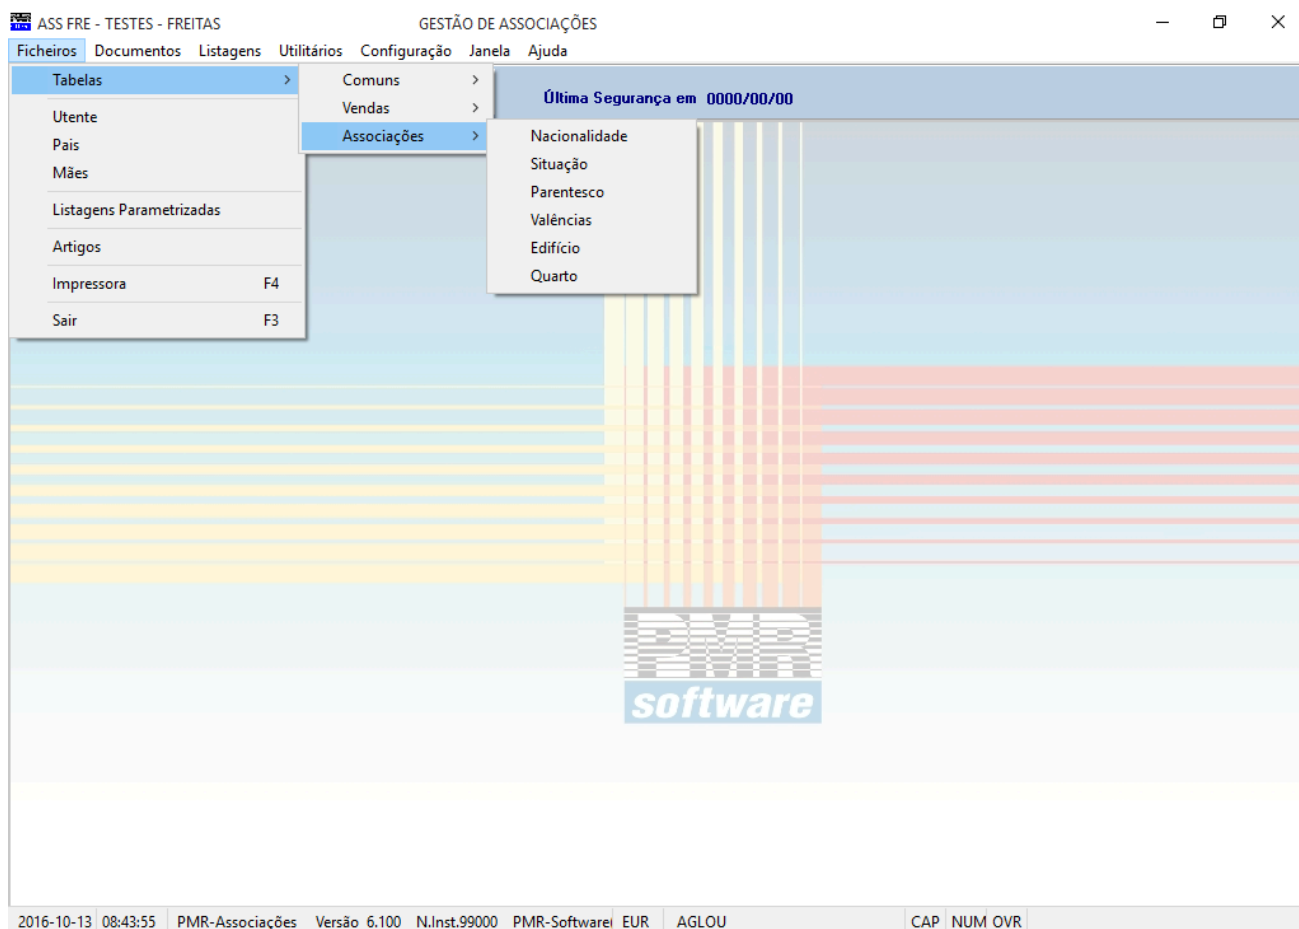 ASS FRE - TESTES - FREITAS GESTÃO DE ASSOCIAÇÕES
Ficheiros Documentos Listagens Utilitários Configuração Janela Ajuda
Última Segurança em 0000/00/00
Tabelas
Utente
Pais
Mães
Listagens Parametrizadas
Artigos
Impressora F4
Sair F3
Comuns
Vendas
Associações
Nacionalidade
Situação
Parentesco
Valências
Edifício
Quarto
PMR
software
2016-10-13 08:43:55 PMR-Associações Versão 6.100 N.Inst.99000 PMR-Software( EUR AGLOU CAP NUM OVR